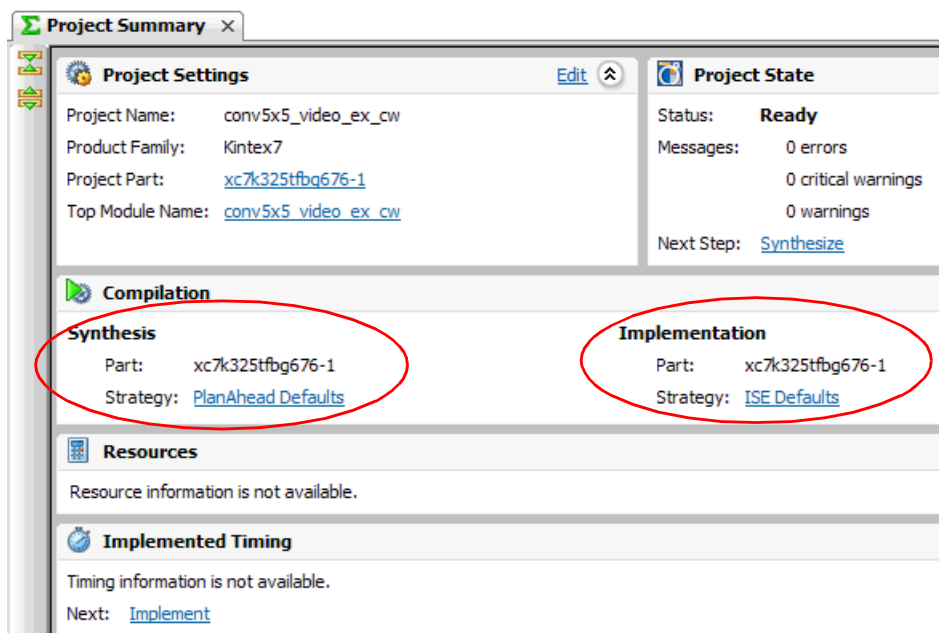 Project Summary
Project Settings
Edit
Project Name: conv5x5_video_ex_cw
Product Family: Kintex7
Project Part: xc7k325tfbg676-1
Top Module Name: conv5x5_video_ex_cw
Project State
Status: Ready
Messages: 0 errors
0 critical warnings
0 warnings
Next Step: Synthesize
Compilation
Synthesis
Part: xc7k325tfbg676-1
Strategy: PlanAhead Defaults
Implementation
Part: xc7k325tfbg676-1
Strategy: ISE Defaults
Resources
Resource information is not available.
Implemented Timing
Timing information is not available.
Next: Implement